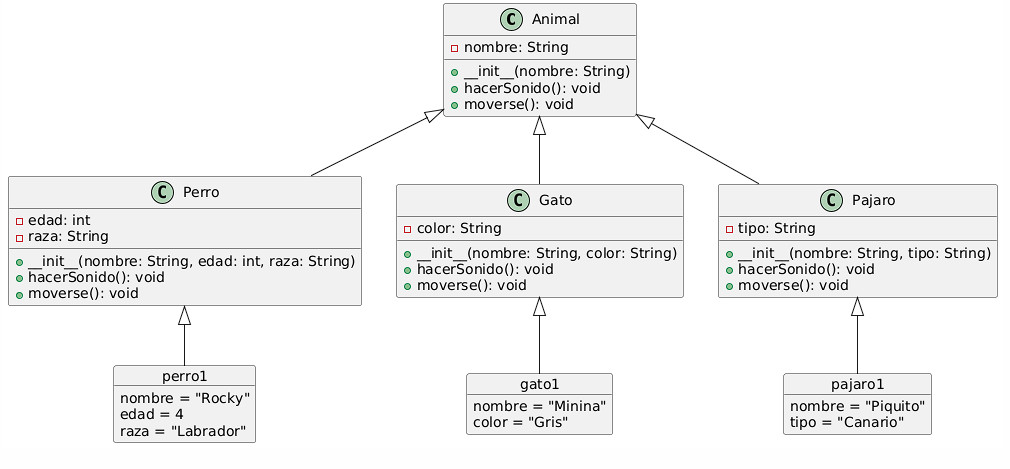 C Animal
nombre: String
__init__(nombre: String)
hacerSonido(): void
moverse(): void
C Perro
edad: int
raza: String
__init__(nombre: String, edad: int, raza: String)
hacerSonido(): void
moverse(): void
C Gato
color: String
__init__(nombre: String, color: String)
hacerSonido(): void
moverse(): void
C Pajaro
tipo: String
__init__(nombre: String, tipo: String)
hacerSonido(): void
moverse(): void
perro1
nombre = "Rocky"
edad = 4
raza = "Labrador"
gato1
nombre = "Minina"
color = "Gris"
pajaro1
nombre = "Piquito"
tipo = "Canario"